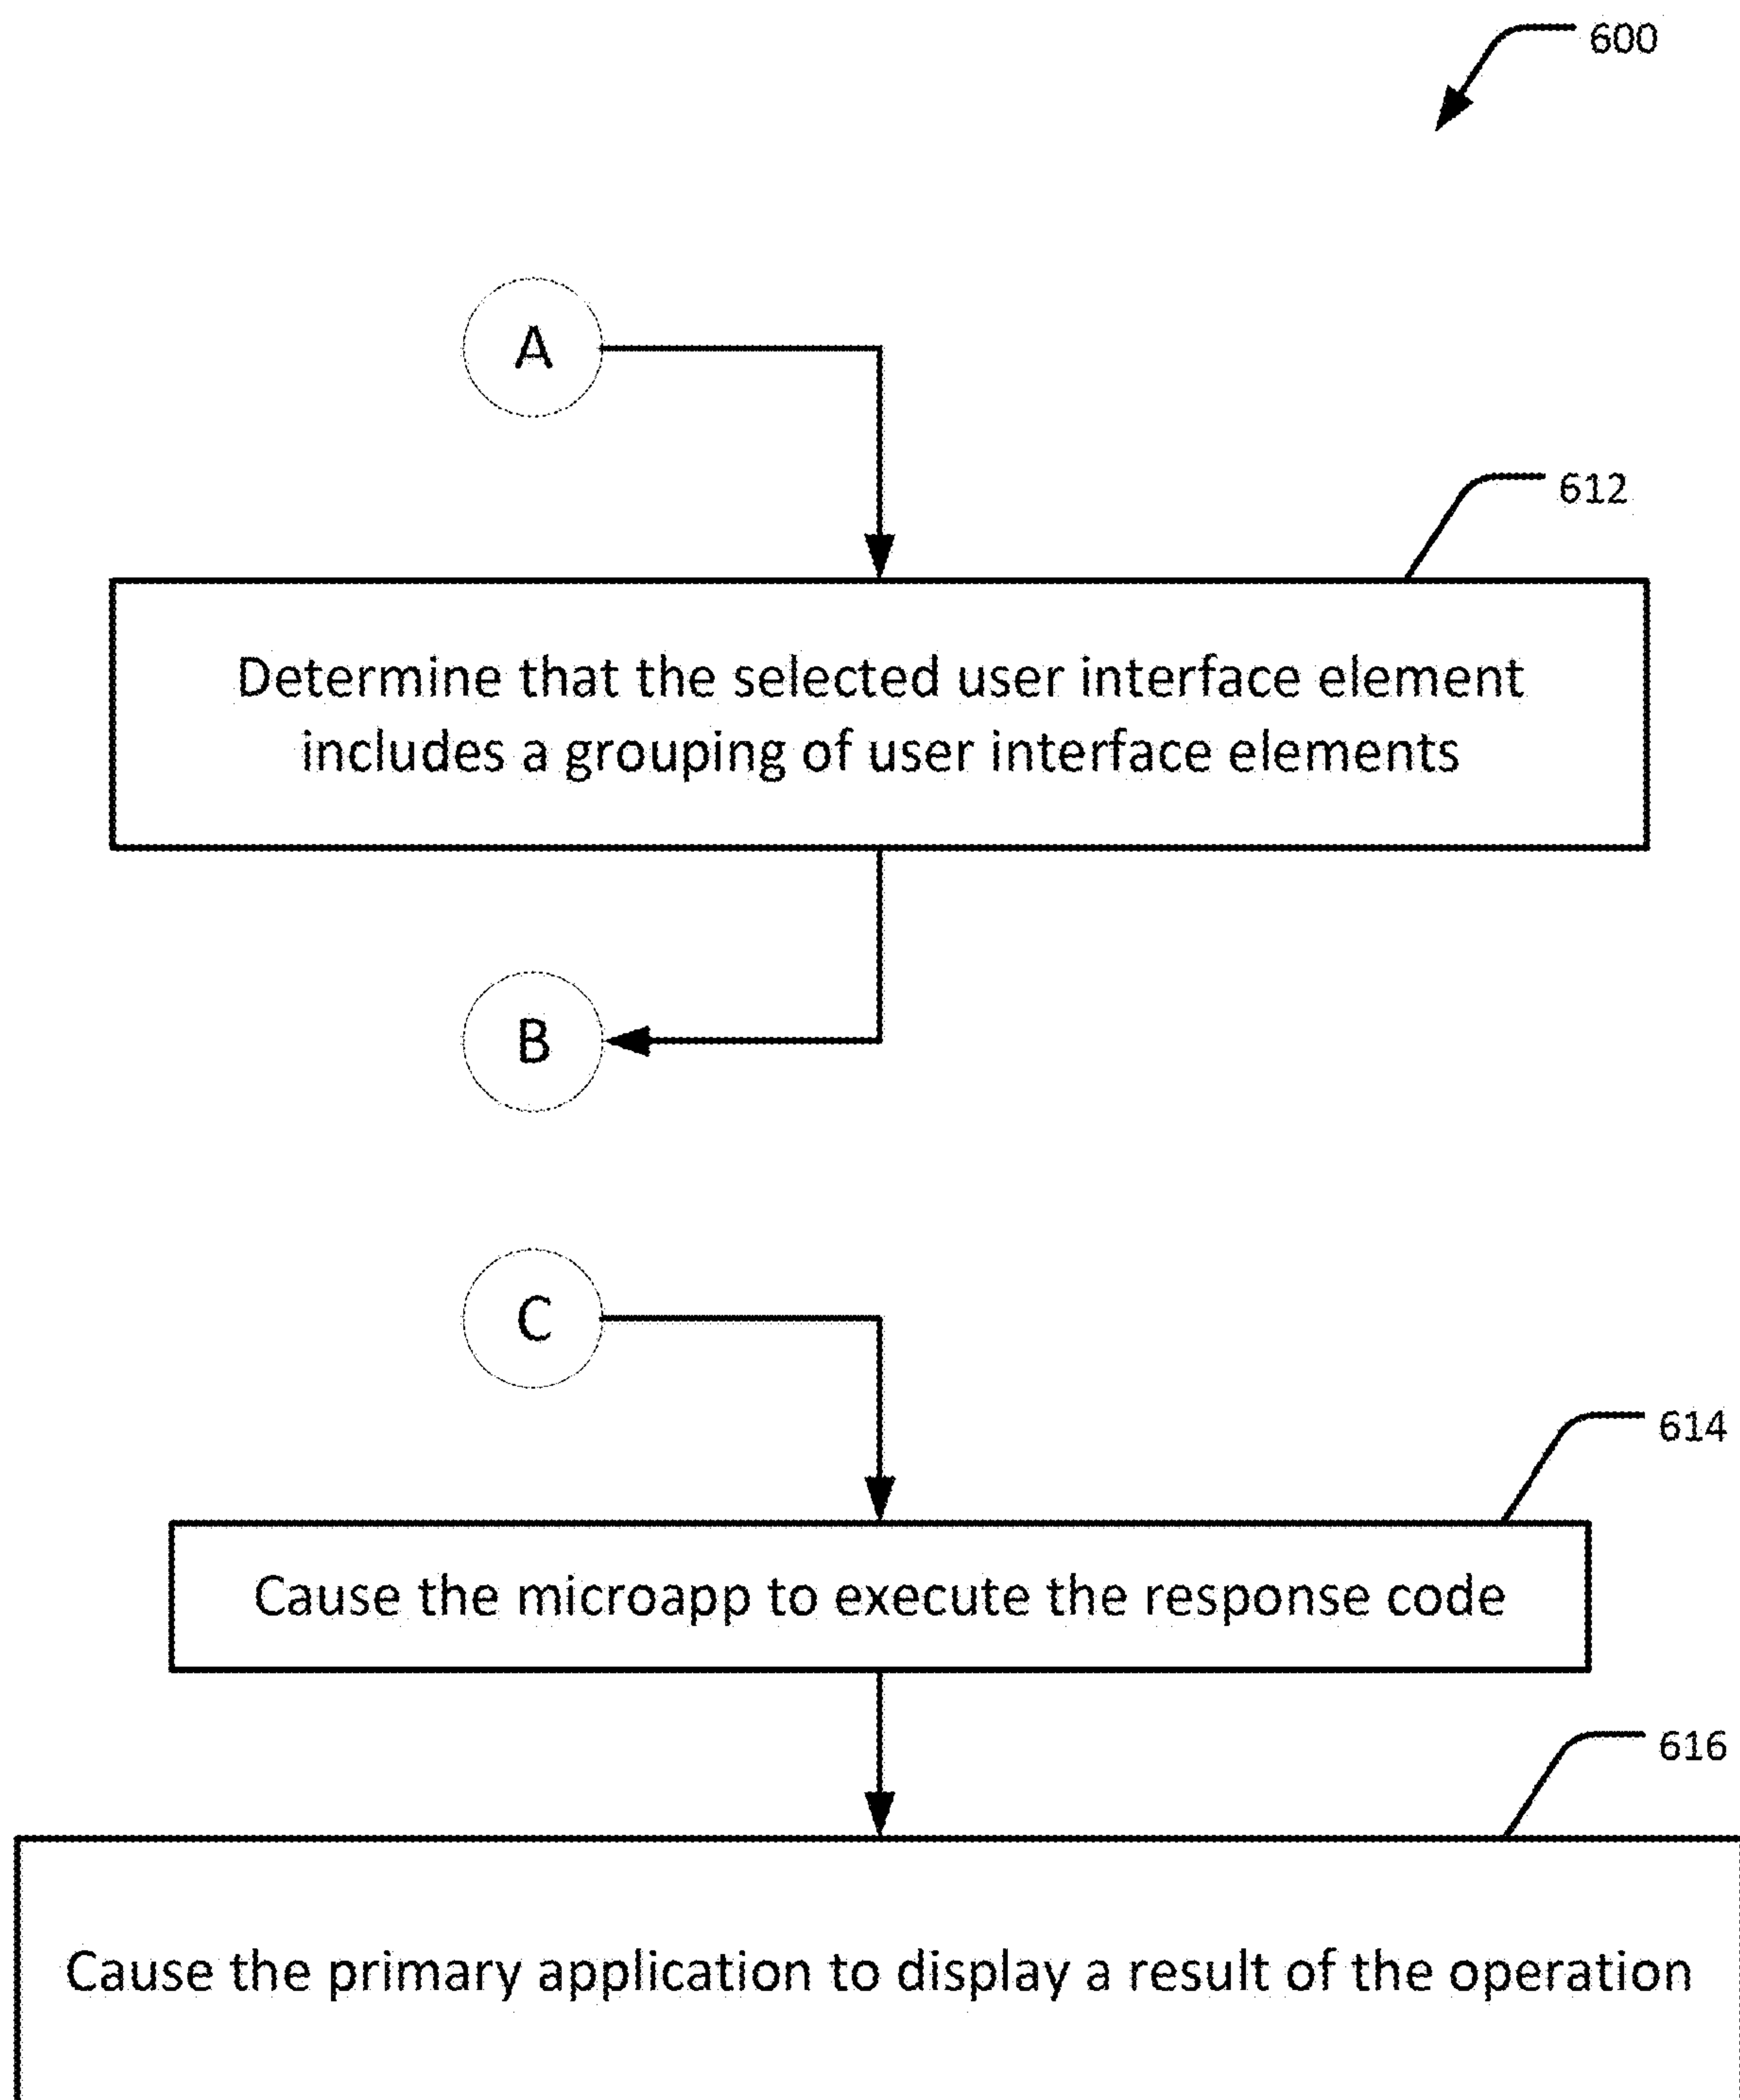 600
A
612
Determine that the selected user interface element
includes a grouping of user interface elements
B
C
614
Cause the microapp to execute the response code
616
Cause the primary application to display a result of the operation